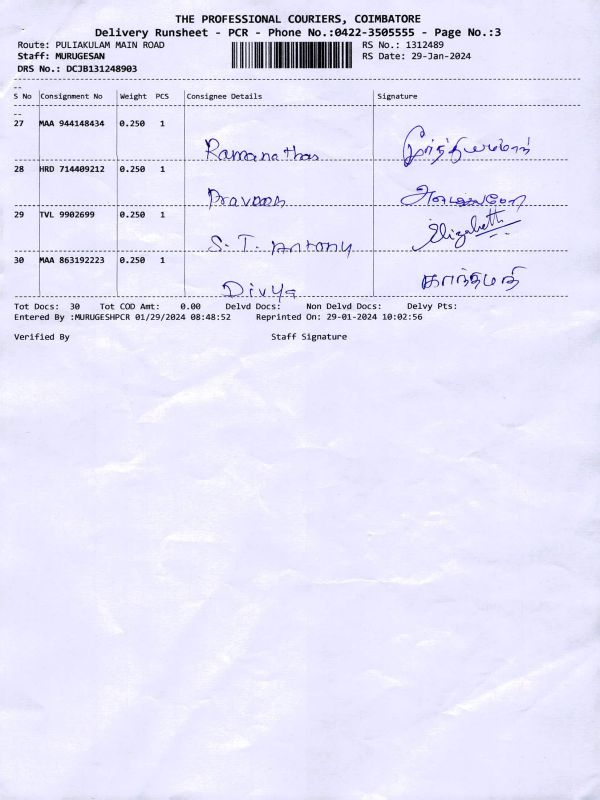 THE PROFESSIONAL COURIERS, COIMBATORE
Delivery Runsheet - PCR - Phone No.:0422-3505555 - Page No.:3
Route: PULIAKULAM MAIN ROAD RS No.: 1312489
Staff: MURUGESAN RS Date: 29-Jan-2024
DRS No.: DCJB131248903
S No Consignment No Weight PCS Consignee Details Signature
27 MAA 944148434 0.250 1
Ramanathan
28 HRD 714409212 0.250 1
Praveen
29 TVL 9902699 0.250 1 Elizabeth
S. T. Antony
30 MAA 863192223 0.250 1 காந்திமதி
Divya
Tot Docs: 30 Tot COD Amt: 0.00 Delvd Docs: Non Delvd Docs: Delvy Pts:
Entered By :MURUGESHPCR 01/29/2024 08:48:52 Reprinted On: 29-01-2024 10:02:56
Verified By Staff Signature